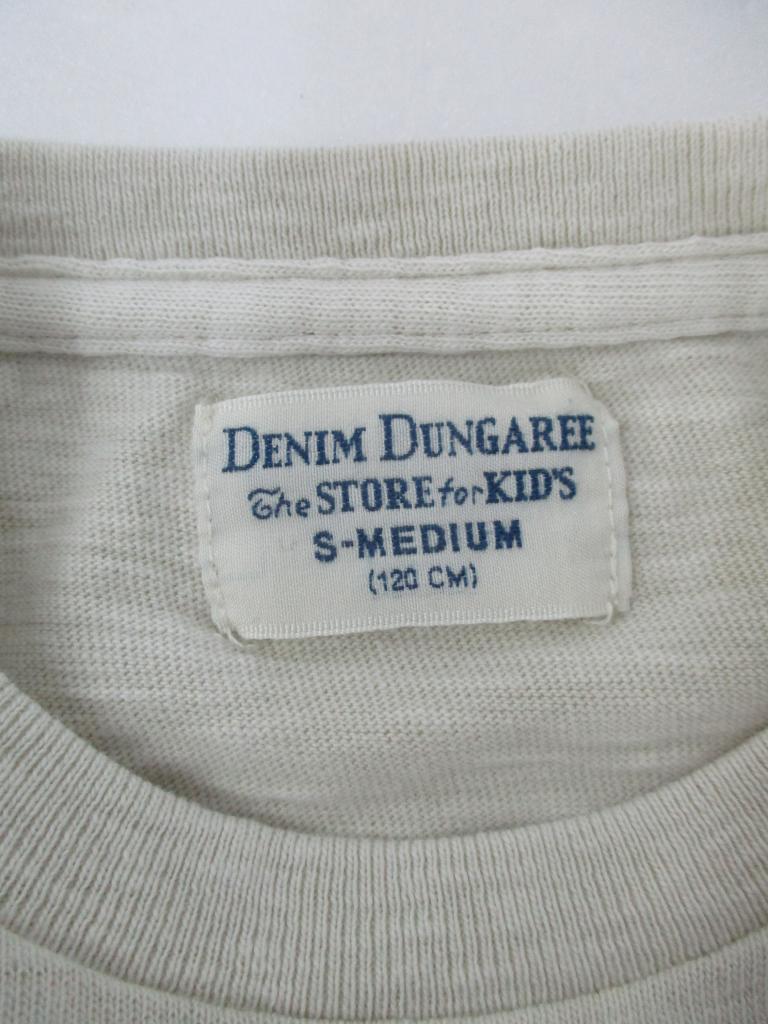 DENIM DUNGAREE
The STORE for KID'S
S-MEDIUM
(120 CM)